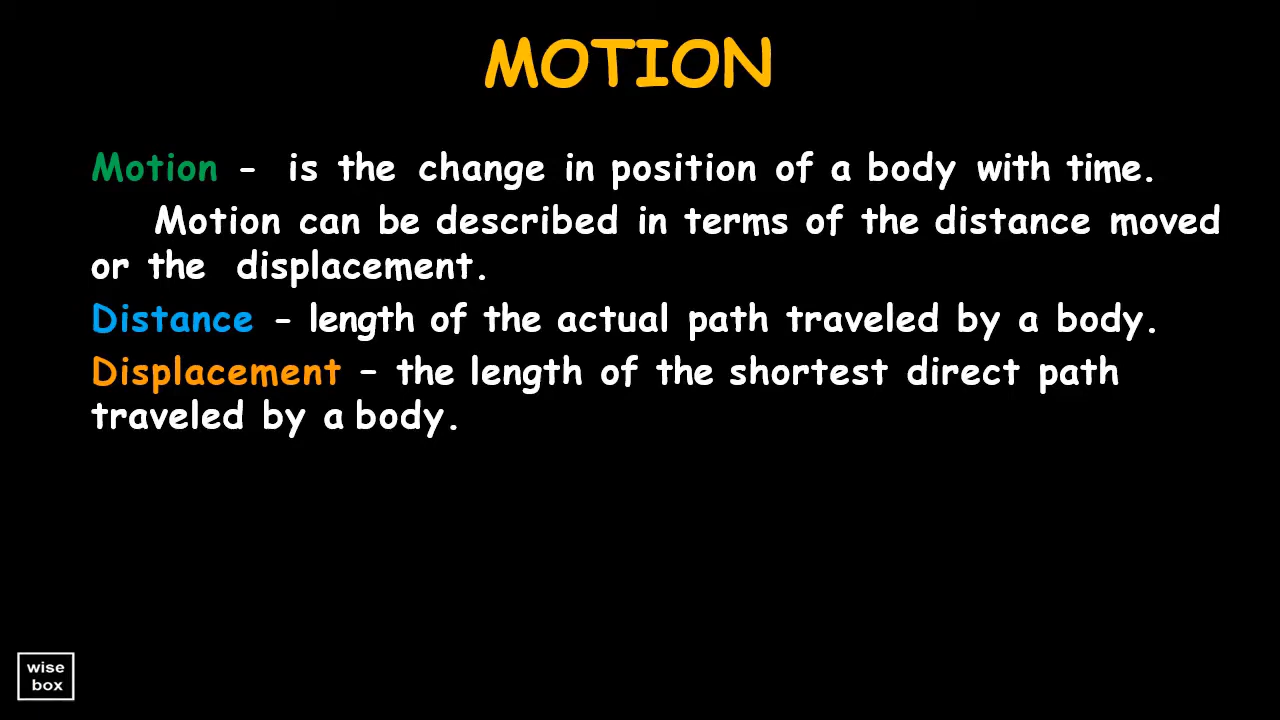 MOTION
Motion - is the change in position of a body with time.
Motion can be described in terms of the distance moved
or the displacement.
Distance - length of the actual path traveled by a body.
Displacement – the length of the shortest direct path
traveled by a body.
wise
box